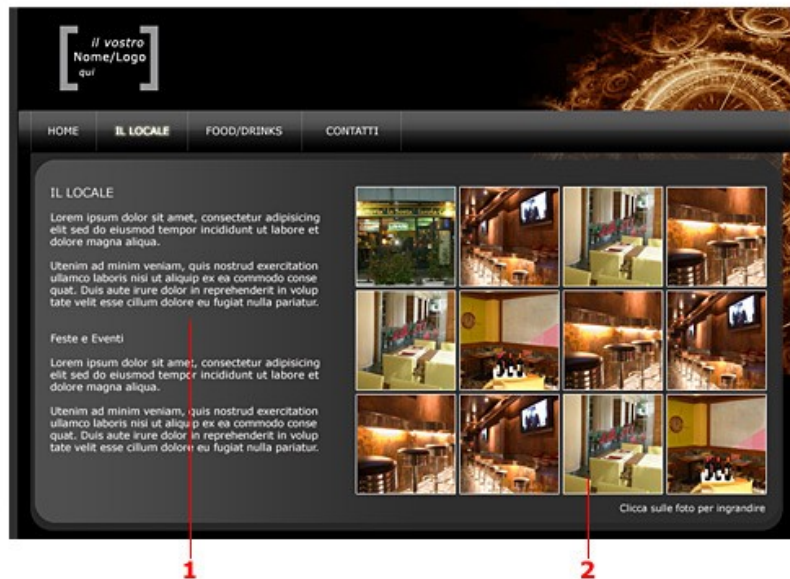 il vostro
Nome/Logo
qui
HOME
IL LOCALE
FOOD/DRINKS
CONTATTI
IL LOCALE
Lorem ipsum dolor sit amet, consectetur adipisicing
elit sed do eiusmod tempor incididunt ut labore et
dolore magna aliqua.
Utenim ad minim veniam, quis nostrud exercitation
ullamco laboris nisi ut aliquip ex ea commodo conse
quat. Duis aute irure dolor in reprehenderit in volup
tate velit esse cillum dolore eu fugiat nulla pariatur.
Feste e Eventi
Lorem ipsum dolor sit amet, consectetur adipisicing
elit sed do eiusmod tempor incididunt ut labore et
dolore magna aliqua.
Utenim ad minim veniam, quis nostrud exercitation
ullamco laboris nisi ut aliquip ex ea commodo conse
quat. Duis aute irure dolor in reprehenderit in volup
tate velit esse cillum dolore eu fugiat nulla pariatur.
Clicca sulle foto per ingrandire
1
2